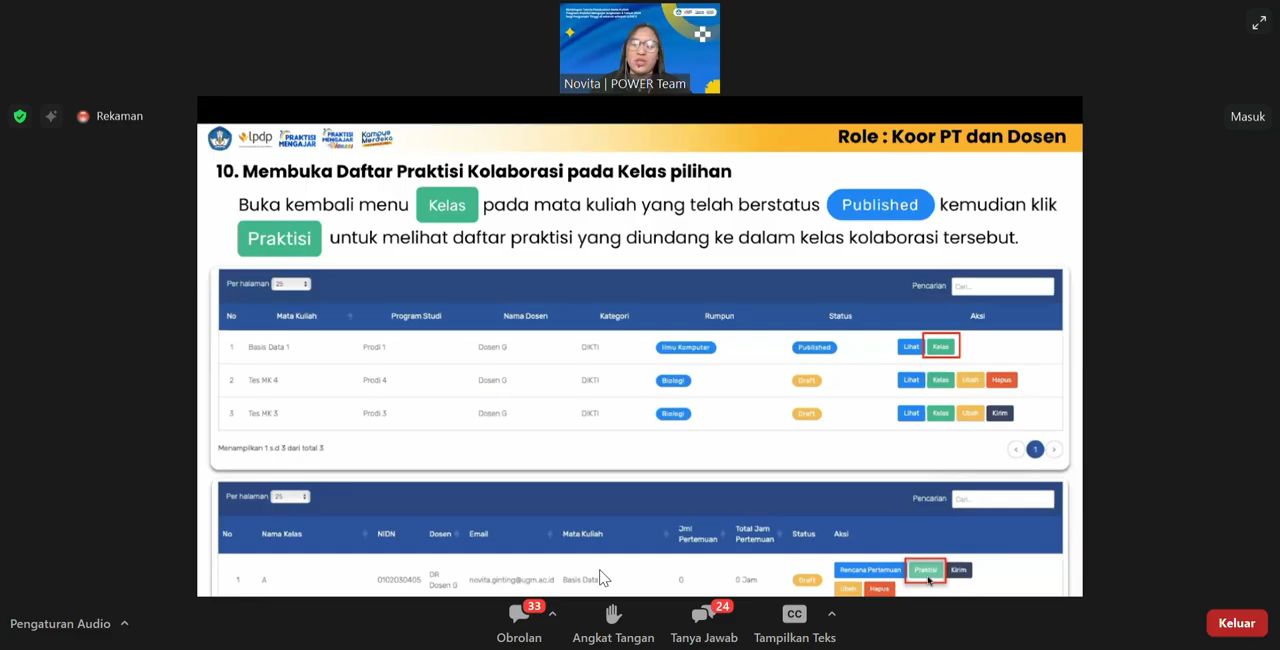 Novita | POWER Team
Rekaman
Masuk
lpdp
PRAKTISI MENGAJAR
PRAKTISI MENGAJAR
Kampus Merdeka
Role : Koor PT dan Dosen
10. Membuka Daftar Praktisi Kolaborasi pada Kelas pilihan
Buka kembali menu Kelas pada mata kuliah yang telah berstatus Published kemudian klik
Praktisi untuk melihat daftar praktisi yang diundang ke dalam kelas kolaborasi tersebut.
Per halaman 25 Pencarian Cari...
No Mata Kuliah Program Studi Nama Dosen Kategori Rumpun Status Aksi
1 Basis Data 1 Prodi 1 Dosen G DIKTI Ilmu Komputer Published Lihat Kelas
2 Tes MK 4 Prodi 4 Dosen G DIKTI Biologi Draft Lihat Kelas Ubah Hapus
3 Tes MK 3 Prodi 3 Dosen G DIKTI Biologi Draft Lihat Kelas Ubah Kirim
Menampilkan 1 s.d 3 dari total 3
1
Per halaman 25 Pencarian Cari...
No Nama Kelas NIDN Dosen Email Mata Kuliah Jml Pertemuan Total Jam Pertemuan Status Aksi
1 A 0102030405 DR Dosen G novita.ginting@ugm.ac.id Basis Data 0 0 Jam Draft Rencana Pertemuan Praktisi Kirim
Ubah Hapus
Pengaturan Audio
33
Obrolan
Angkat Tangan
24
Tanya Jawab
CC
Tampilkan Teks
Keluar